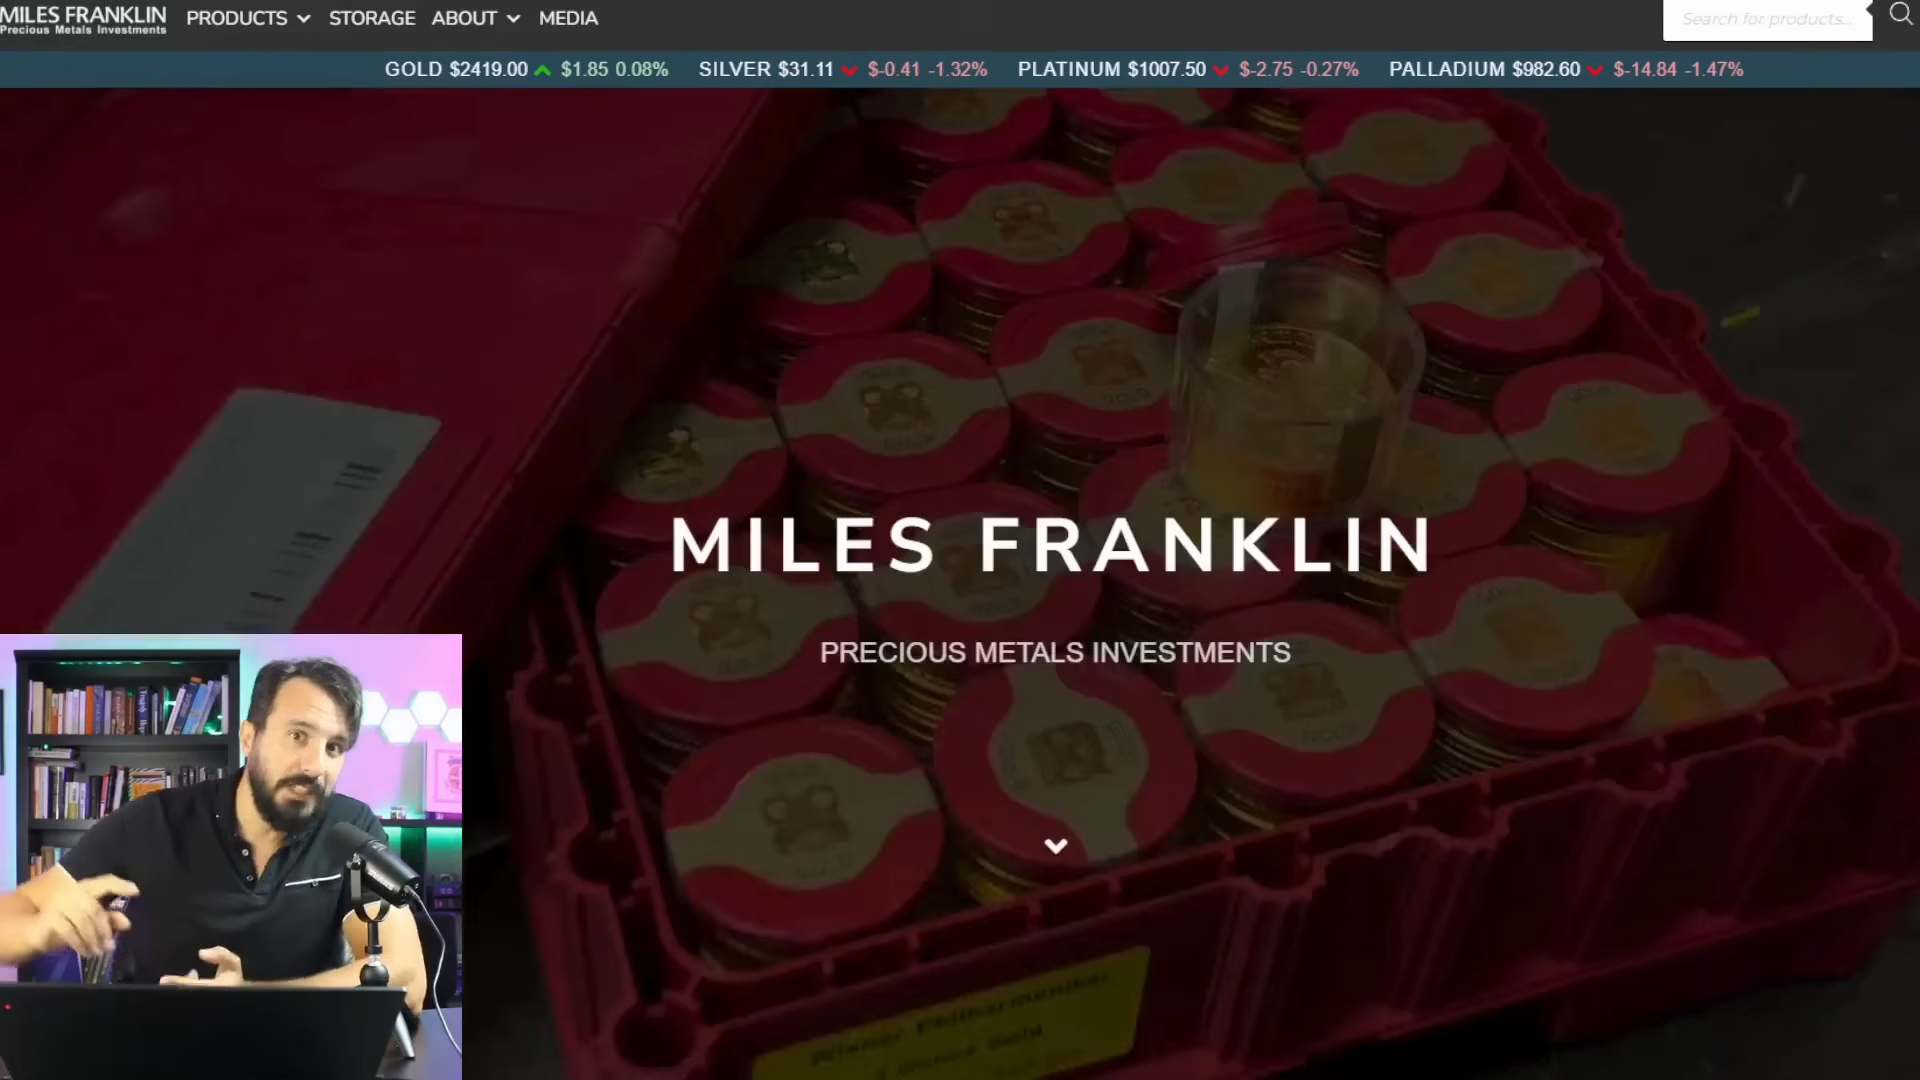 MILES FRANKLIN
Precious Metals Investments
PRODUCTS STORAGE ABOUT MEDIA
Search for products...
GOLD $2419.00 $1.85 0.08% SILVER $31.11 $-0.41 -1.32% PLATINUM $1007.50 $-2.75 -0.27% PALLADIUM $982.60 $-14.84 -1.47%
MILES FRANKLIN
PRECIOUS METALS INVESTMENTS